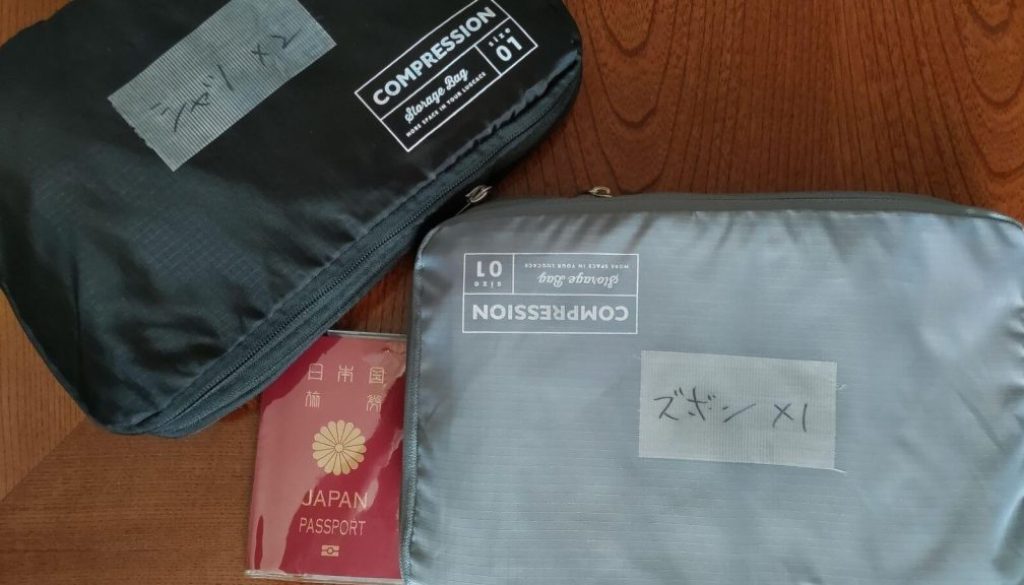 シャツ ×2
COMPRESSION
Storage Bag
MORE SPACE IN YOUR LUGGAGE
size
01
COMPRESSION
Storage Bag
MORE SPACE IN YOUR LUGGAGE
size
01
ズボン ×1
日本国
旅券
JAPAN
PASSPORT